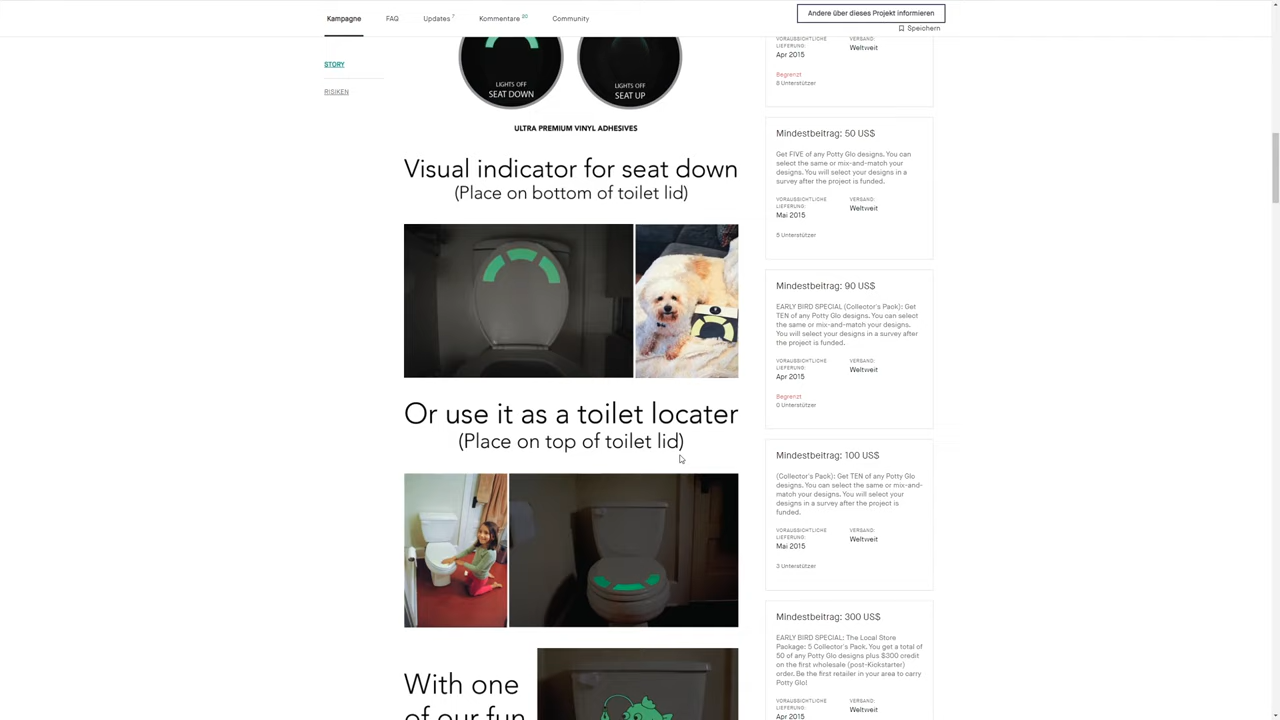 Kampagne
FAQ
Updates 7
Kommentare
Community
Andere über dieses Projekt informieren
Speichern
STORY
RISIKEN
LIGHTS OFF
SEAT DOWN
LIGHTS OFF
SEAT UP
ULTRA PREMIUM VINYL ADHESIVES
Visual indicator for seat down
(Place on bottom of toilet lid)
Or use it as a toilet locater
(Place on top of toilet lid)
With one
of our fun
VORAUSSICHTLICHE
LIEFERUNG:
Apr 2015
VERSAND:
Weltweit
Begrenzt
8 Unterstützer
Mindestbeitrag: 50 US$
Get FIVE of any Potty Glo designs. You can
select the same or mix-and-match your
designs. You will select your designs in a
survey after the project is funded.
VORAUSSICHTLICHE
LIEFERUNG:
Mai 2015
VERSAND:
Weltweit
5 Unterstützer
Mindestbeitrag: 90 US$
EARLY BIRD SPECIAL (Collector's Pack): Get
TEN of any Potty Glo designs. You can select
the same or mix-and-match your designs.
You will select your designs in a survey after
the project is funded.
VORAUSSICHTLICHE
LIEFERUNG:
Apr 2015
VERSAND:
Weltweit
Begrenzt
0 Unterstützer
Mindestbeitrag: 100 US$
(Collector's Pack): Get TEN of any Potty Glo
designs. You can select the same or mix-and-
match your designs. You will select your
designs in a survey after the project is
funded.
VORAUSSICHTLICHE
LIEFERUNG:
Mai 2015
VERSAND:
Weltweit
3 Unterstützer
Mindestbeitrag: 300 US$
EARLY BIRD SPECIAL: The Local Store
Package: 5 Collector's Pack. You get a total of
50 of any Potty Glo designs plus $300 credit
on the first wholesale (post-Kickstarter)
order. Be the first retailer in your area to carry
Potty Glo!
VORAUSSICHTLICHE
LIEFERUNG:
Apr 2015
VERSAND:
Weltweit